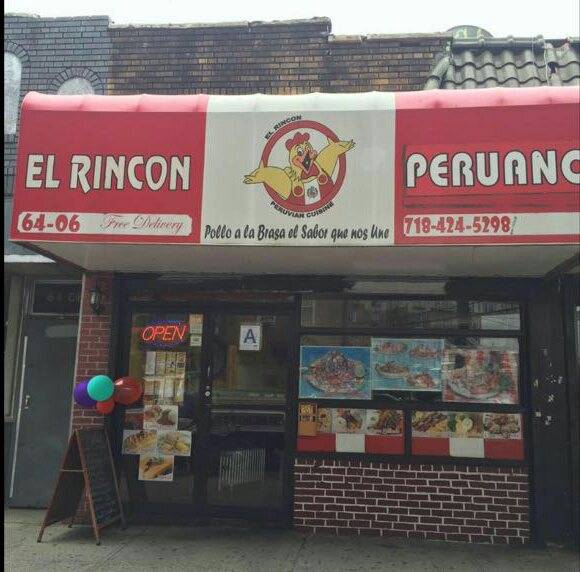 EL RINCON
PERUANO
EL RINCON
PERUVIAN CUISINE
64-06
Free Delivery
Pollo a la Brasa el Sabor que nos Une
718-424-5298
OPEN
A